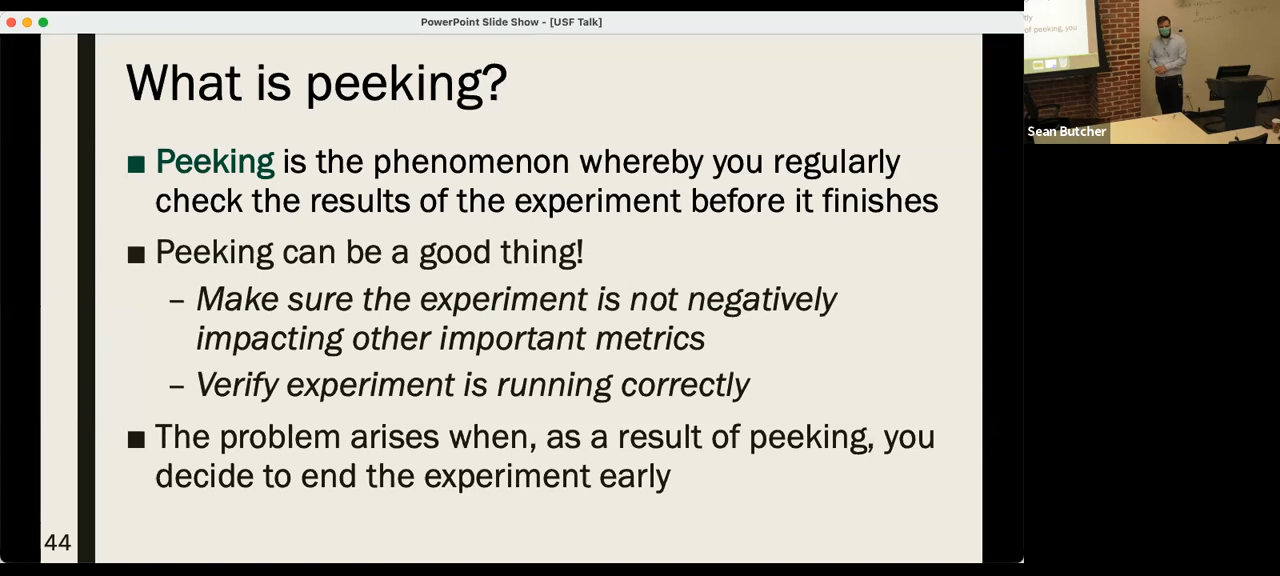 PowerPoint Slide Show - [USF Talk]
What is peeking?
■ Peeking is the phenomenon whereby you regularly
check the results of the experiment before it finishes
■ Peeking can be a good thing!
– Make sure the experiment is not negatively
impacting other important metrics
– Verify experiment is running correctly
■ The problem arises when, as a result of peeking, you
decide to end the experiment early
44
of peeking, you
Sean Butcher